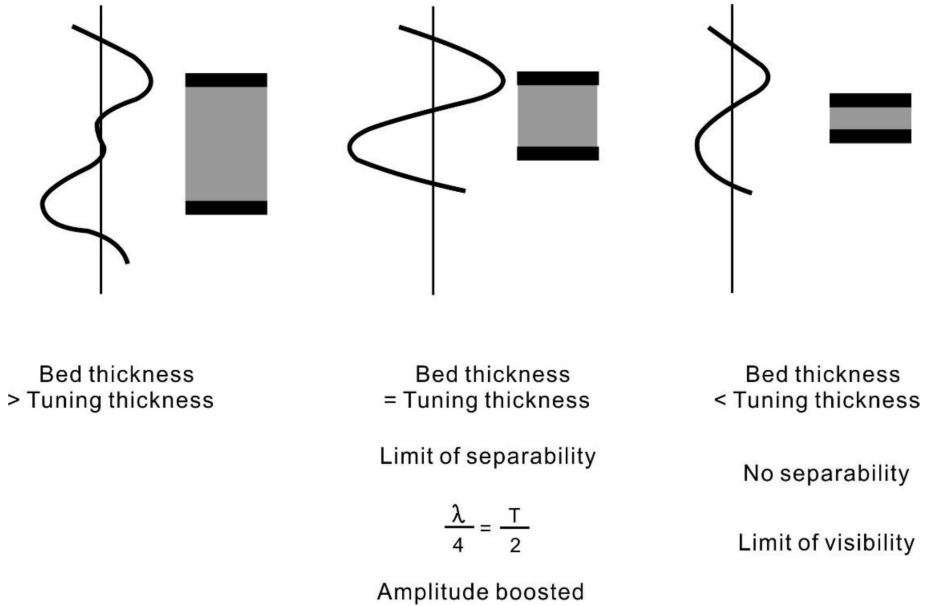 Bed thickness
> Tuning thickness
Bed thickness
= Tuning thickness
Limit of separability
λ/4 = T/2
Amplitude boosted
Bed thickness
< Tuning thickness
No separability
Limit of visibility